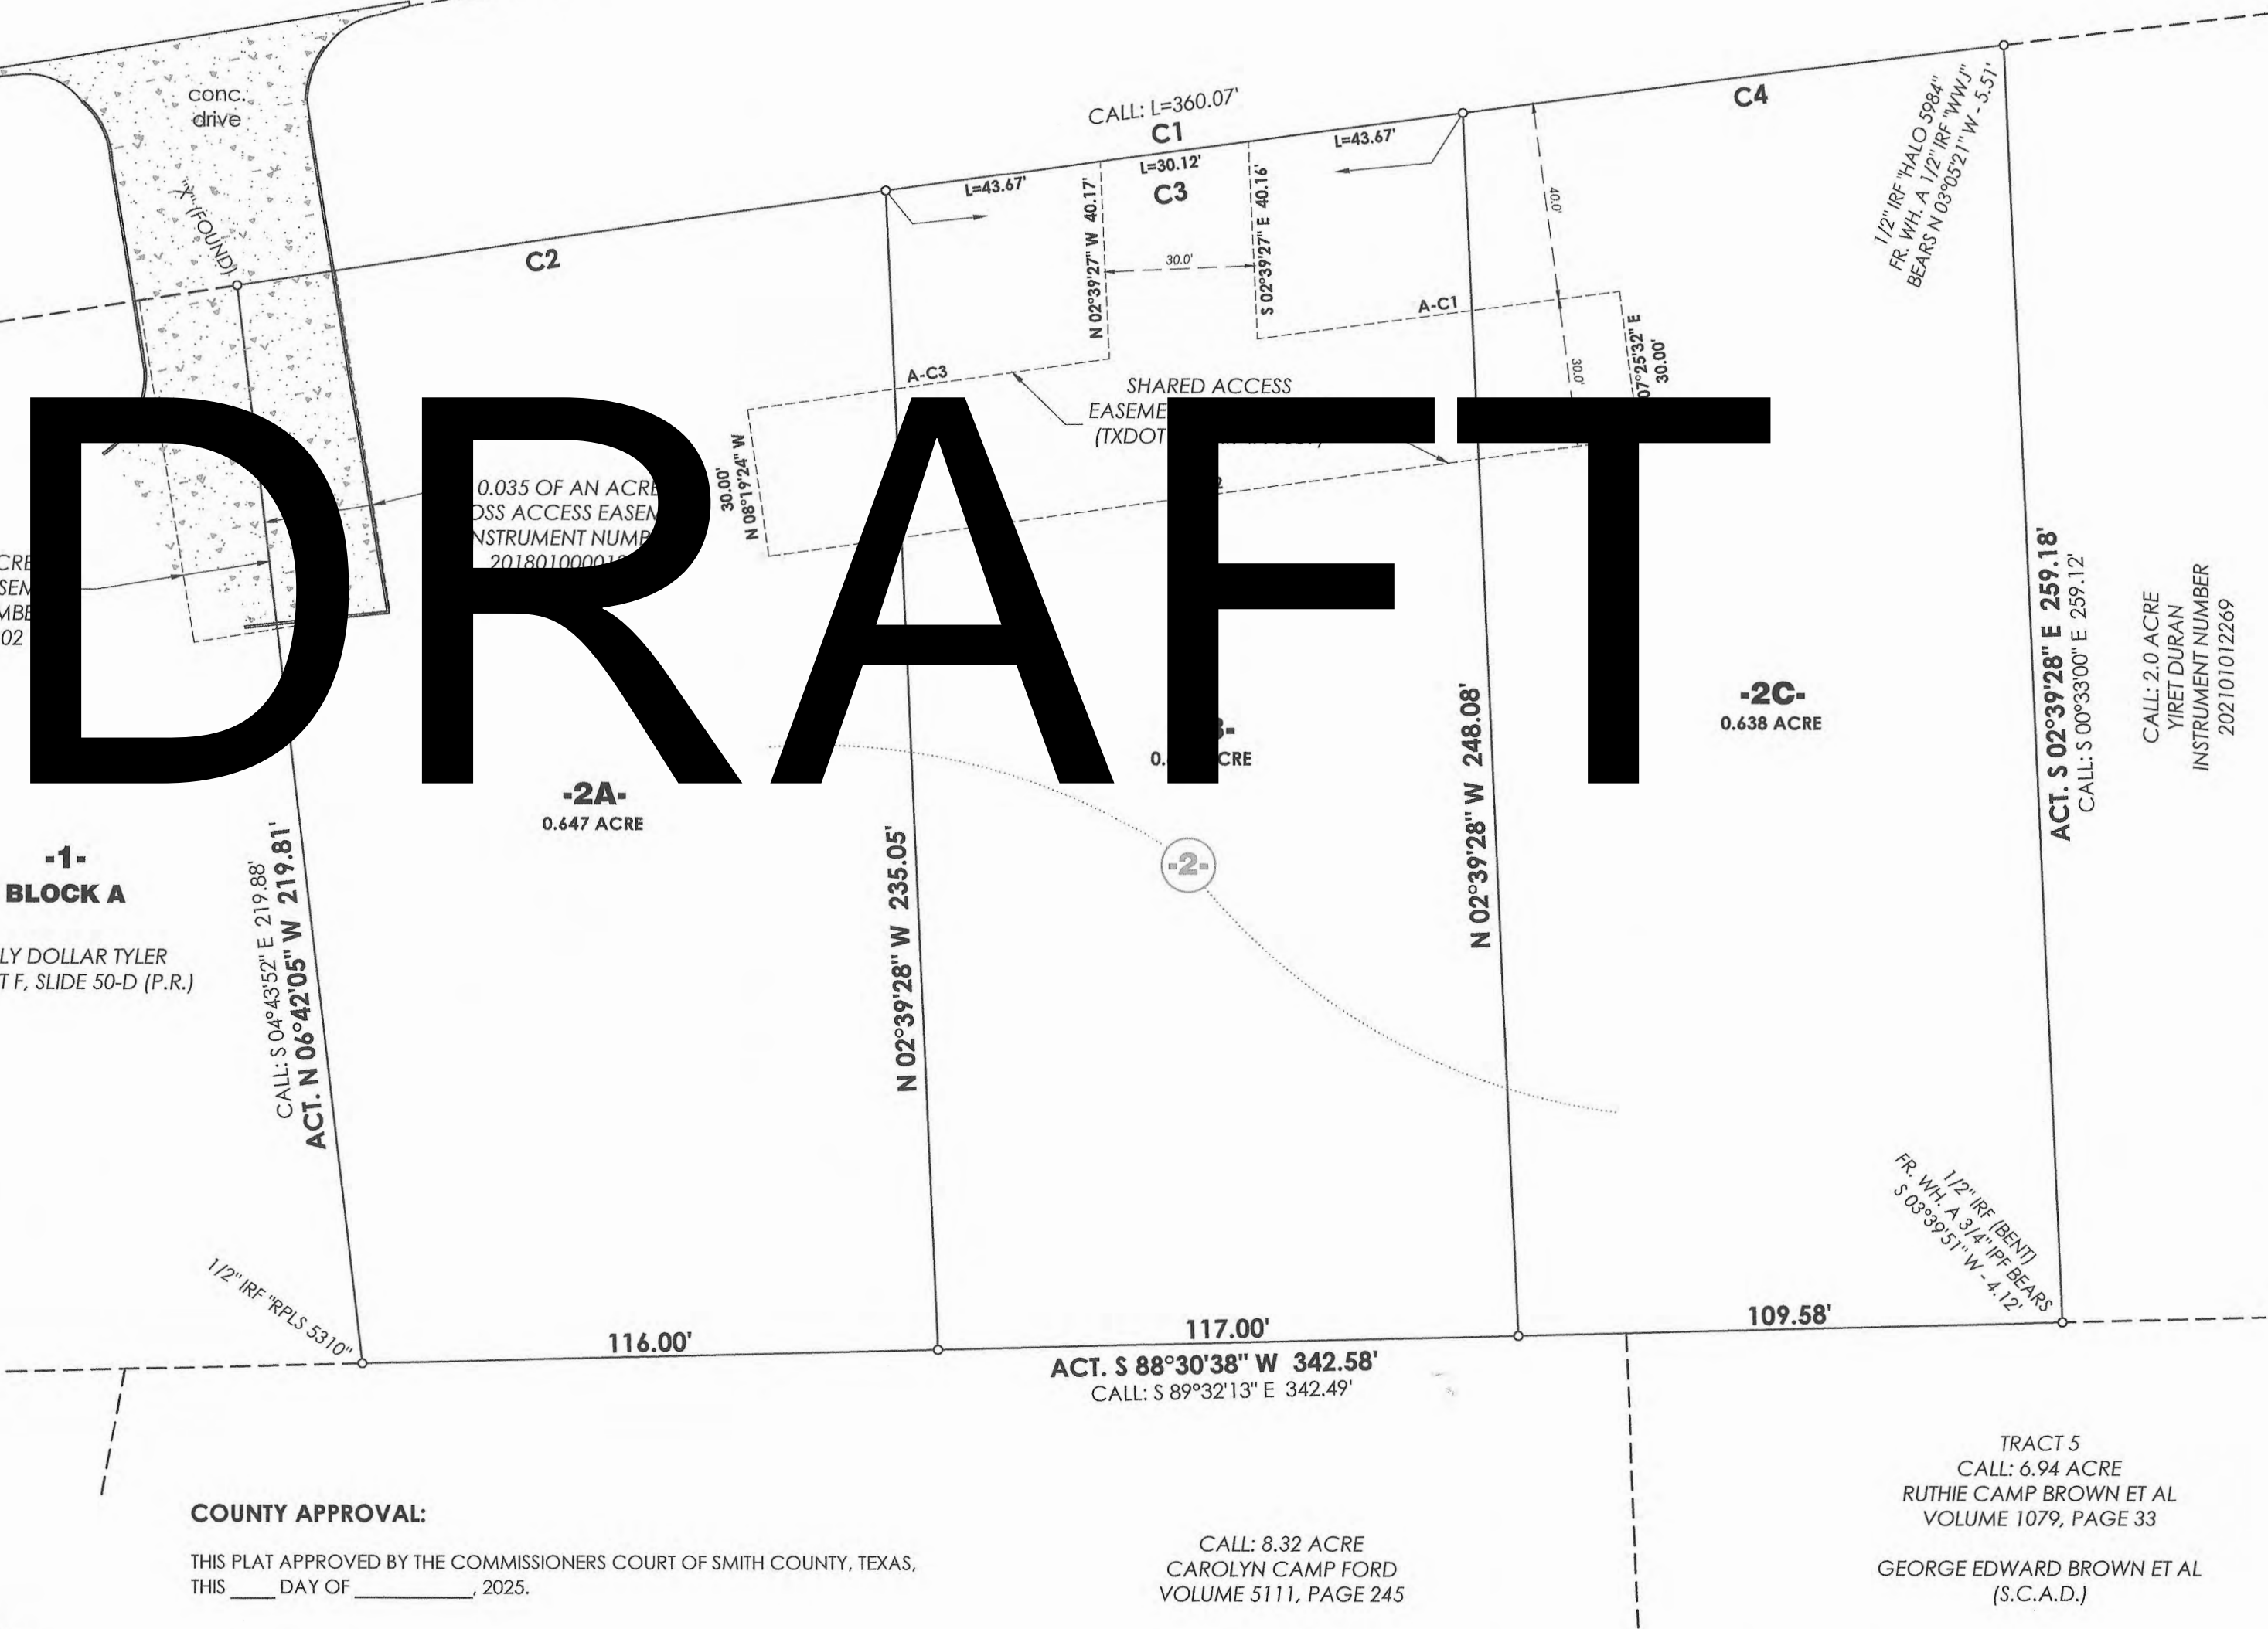 conc.
drive
"X" (FOUND)
CALL: L=360.07'
C1
L=43.67'
L=30.12'
C3
L=43.67'
C4
C2
N 02°39'27" W 40.17'
30.0'
S 02°39'27" E 40.16'
40.0'
1/2" IRF "HALO 5984"
FR. WH. A 1/2" IRF "WWJ"
BEARS N 03°05'21" W - 5.51'
A-C1
30.0'
07°25'32" E
30.00'
A-C3
SHARED ACCESS
EASEME
(TXDOT
DRAFT
30.00'
N 08°19'24" W
0.035 OF AN ACRE
OSS ACCESS EASEM
NSTRUMENT NUMB
2018010000
CRE
SEM
MBE
02
-2A-
0.647 ACRE
CRE
-2C-
0.638 ACRE
-2-
-1-
BLOCK A
LY DOLLAR TYLER
T F, SLIDE 50-D (P.R.)
CALL: S 04°43'52" E 219.88'
ACT. N 06°42'05" W 219.81'
N 02°39'28" W 235.05'
N 02°39'28" W 248.08'
ACT. S 02°39'28" E 259.18'
CALL: S 00°33'00" E 259.12'
CALL: 2.0 ACRE
YIRET DURAN
INSTRUMENT NUMBER
202101012269
1/2" IRF "RPLS 5310"
1/2" IRF (BENT)
FR. WH. A 3/4" IPF BEARS
S 03°39'51" W - 4.12'
116.00'
117.00'
109.58'
ACT. S 88°30'38" W 342.58'
CALL: S 89°32'13" E 342.49'
COUNTY APPROVAL:
THIS PLAT APPROVED BY THE COMMISSIONERS COURT OF SMITH COUNTY, TEXAS,
THIS ____ DAY OF ___________, 2025.
CALL: 8.32 ACRE
CAROLYN CAMP FORD
VOLUME 5111, PAGE 245
TRACT 5
CALL: 6.94 ACRE
RUTHIE CAMP BROWN ET AL
VOLUME 1079, PAGE 33
GEORGE EDWARD BROWN ET AL
(S.C.A.D.)